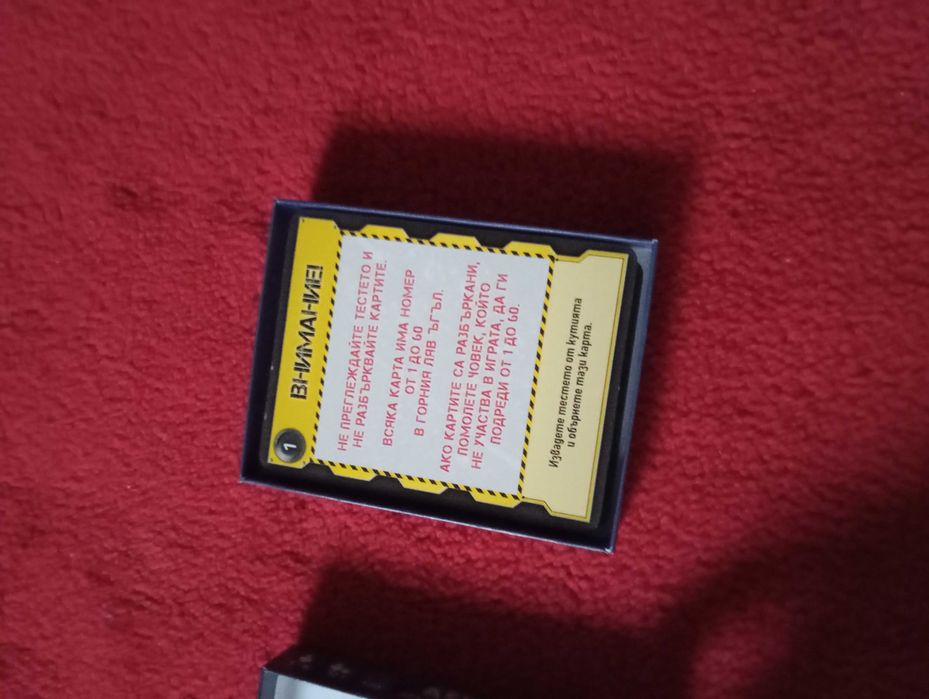 1
ВНИМАНИЕ!
НЕ ПРЕГЛЕЖДАЙТЕ ТЕСТЕТО И
НЕ РАЗБЪРКВАЙТЕ КАРТИТЕ.
ВСЯКА КАРТА ИМА НОМЕР
ОТ 1 ДО 60
В ГОРНИЯ ЛЯВ ЪГЪЛ.
АКО КАРТИТЕ СА РАЗБЪРКАНИ,
ПОМОЛЕТЕ ЧОВЕК, КОЙТО
НЕ УЧАСТВА В ИГРАТА, ДА ГИ
ПОДРЕДИ ОТ 1 ДО 60.
Извадете тестето от кутията
и обърнете тази карта.